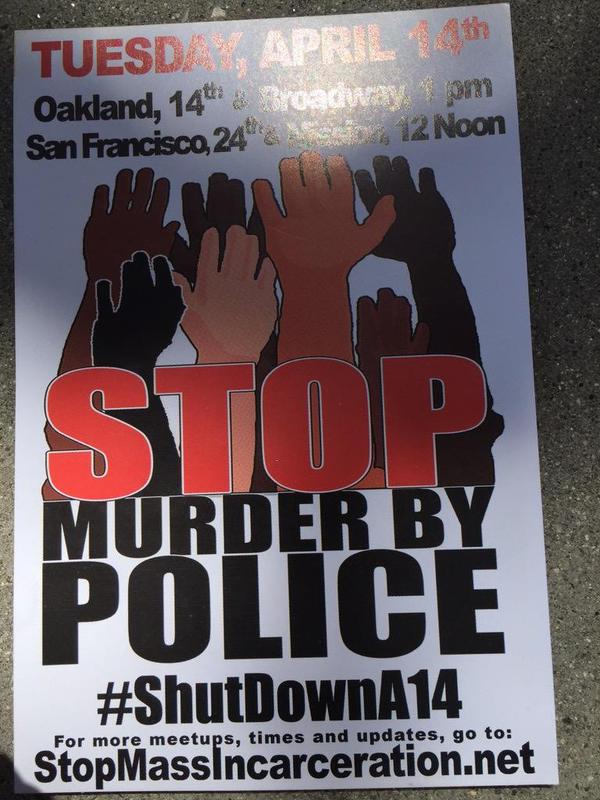 TUESDAY, APRIL 14th
Oakland, 14th & Broadway, 1 pm
San Francisco, 24th & Mission, 12 Noon
STOP
MURDER BY
POLICE
#ShutDownA14
For more meetups, times and updates, go to:
StopMassIncarceration.net